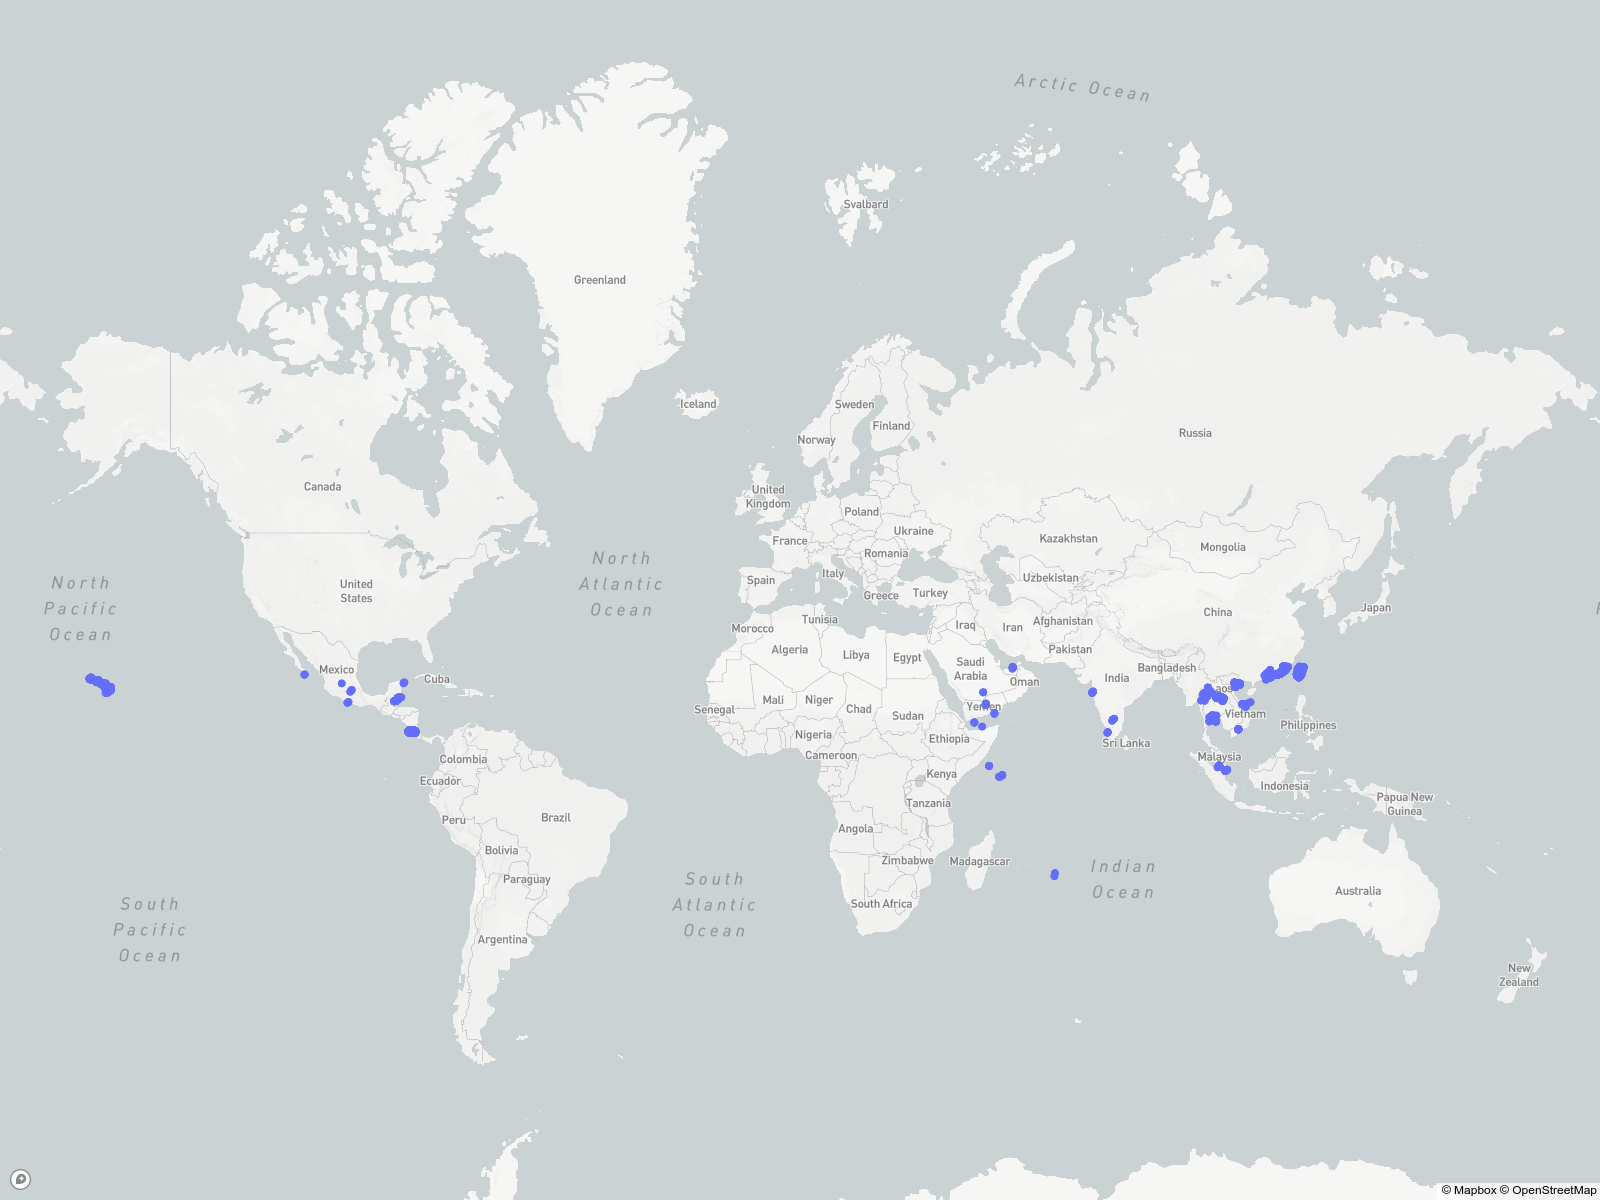 Arctic Ocean
Svalbard
Greenland
Iceland
Sweden
Finland
Norway
Russia
Canada
United
Kingdom
Poland
Ukraine
France
Romania
Kazakhstan
Mongolia
North
Atlantic
Ocean
North
Pacific
Ocean
United
States
Spain
Italy
Greece
Turkey
Uzbekistan
China
Japan
Morocco
Tunisia
Algeria
Libya
Egypt
Iraq
Iran
Afghanistan
Pakistan
Saudi
Arabia
Oman
Bangladesh
India
Mexico
Cuba
Senegal
Mali
Niger
Chad
Sudan
Yemen
Laos
Vietnam
Philippines
Nigeria
Ethiopia
Sri Lanka
Cameroon
Kenya
Malaysia
Indonesia
Colombia
Ecuador
Peru
Brazil
Tanzania
Papua New
Guinea
Angola
Bolivia
Zimbabwe
Madagascar
Indian
Ocean
Paraguay
South
Atlantic
Ocean
South Africa
Australia
South
Pacific
Ocean
Argentina
New
Zealand
© Mapbox © OpenStreetMap